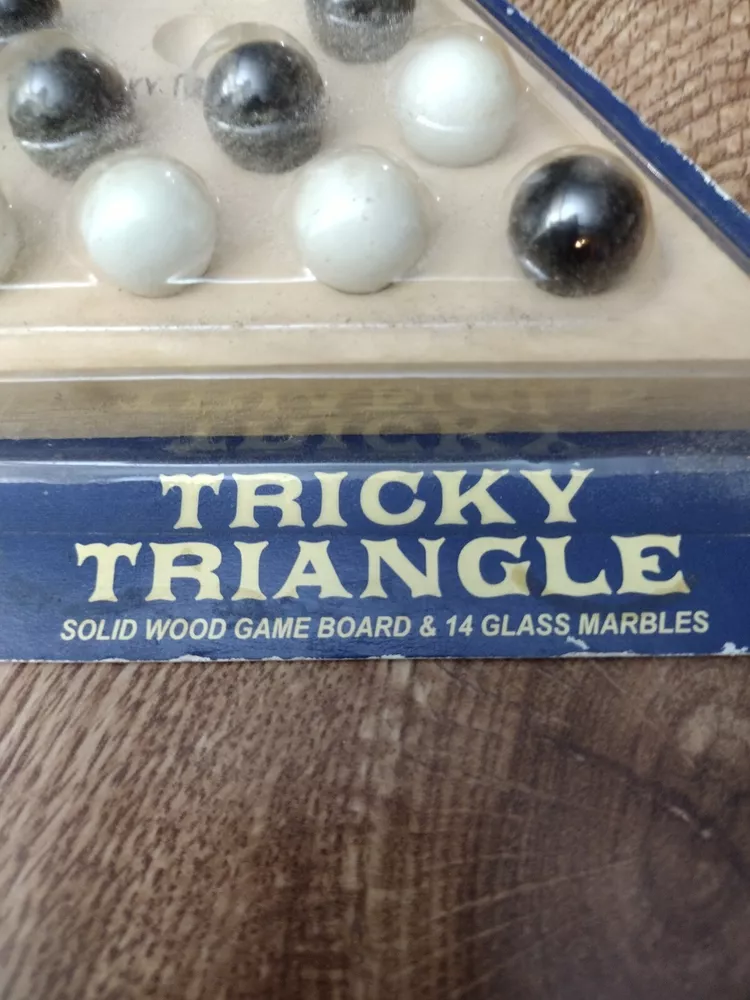 TRICKY
TRIANGLE
SOLID WOOD GAME BOARD & 14 GLASS MARBLES